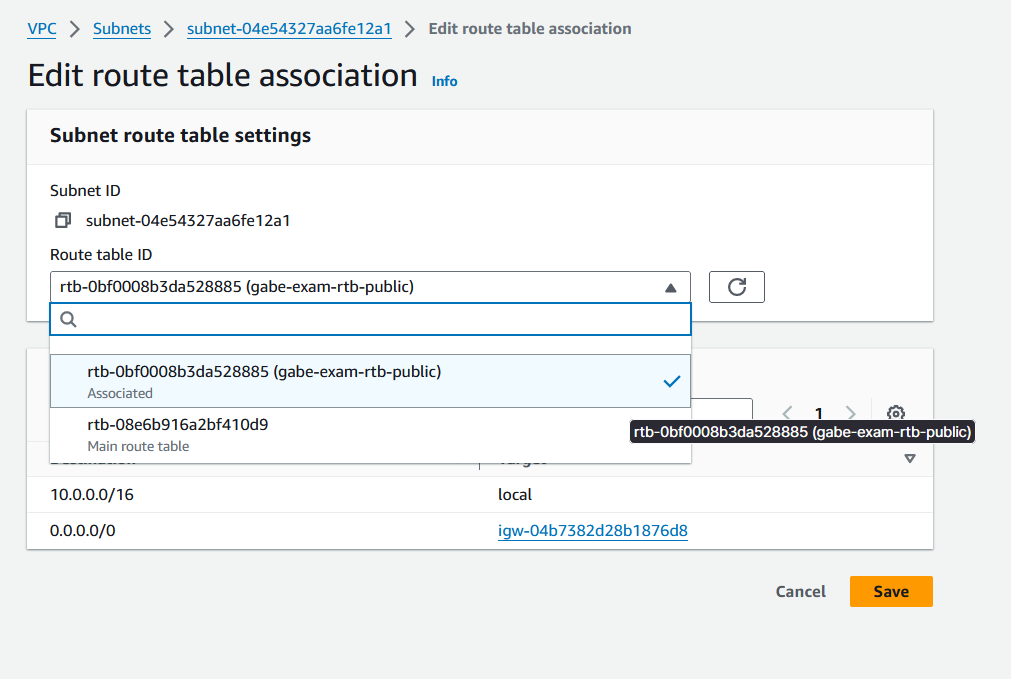 VPC > Subnets > subnet-04e54327aa6fe12a1 > Edit route table association
Edit route table association Info
Subnet route table settings
Subnet ID
subnet-04e54327aa6fe12a1
Route table ID
rtb-0bf0008b3da528885 (gabe-exam-rtb-public)
rtb-0bf0008b3da528885 (gabe-exam-rtb-public)
Associated
rtb-08e6b916a2bf410d9
Main route table
1
rtb-0bf0008b3da528885 (gabe-exam-rtb-public)
10.0.0.0/16 local
0.0.0.0/0 igw-04b7382d28b1876d8
Cancel Save